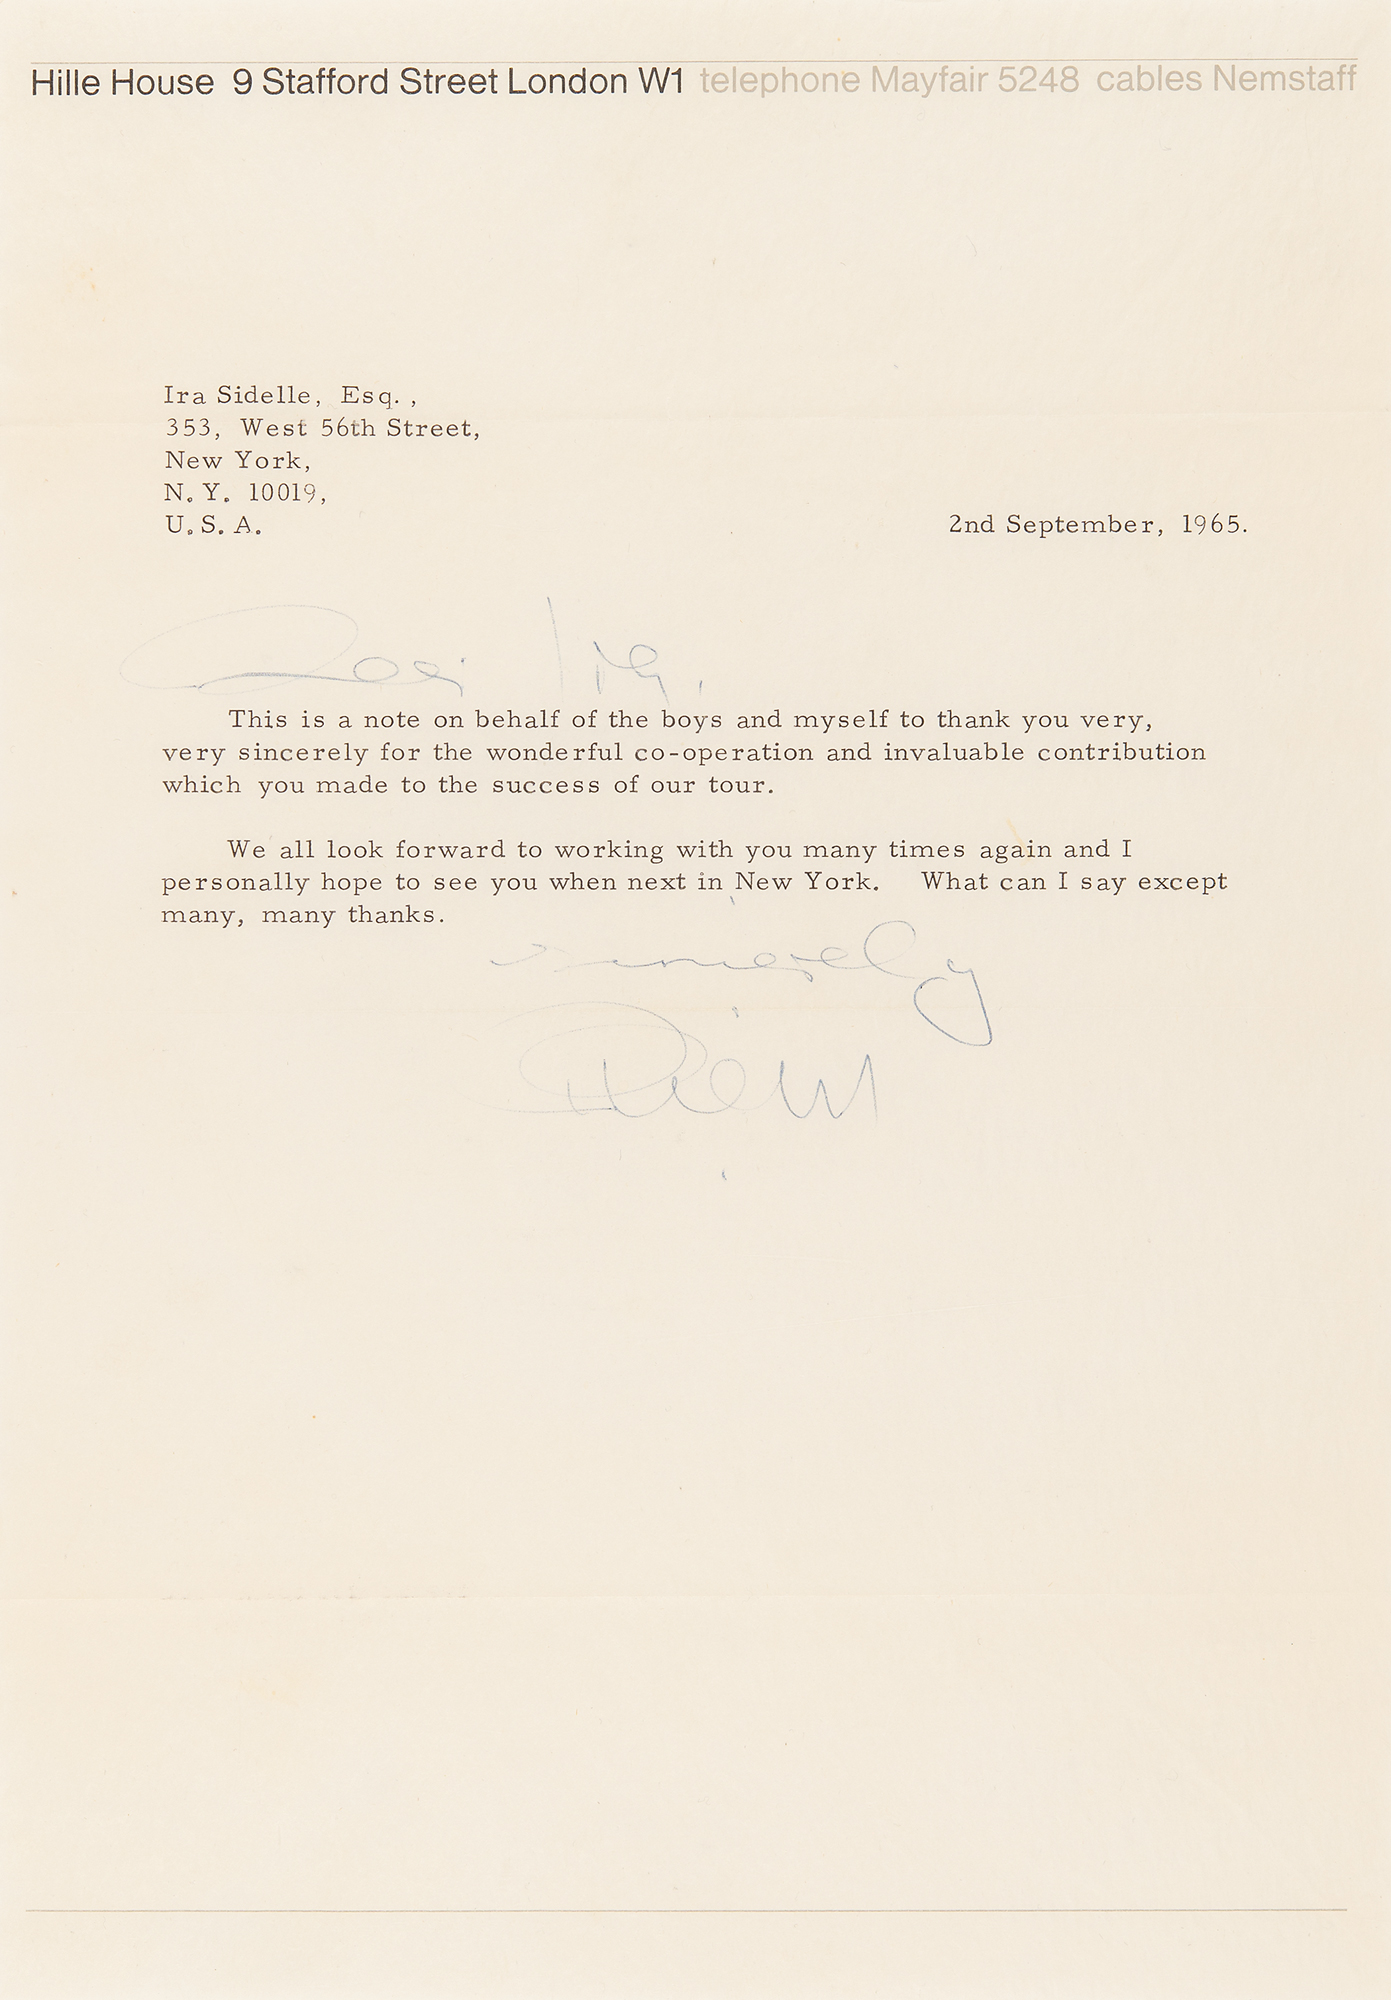 Hille House 9 Stafford Street London W1 telephone Mayfair 5248 cables Nemstaff
Ira Sidelle, Esq.,
353, West 56th Street,
New York,
N.Y. 10019,
U.S.A.
2nd September, 1965.
Dear Ira,
This is a note on behalf of the boys and myself to thank you very,
very sincerely for the wonderful co-operation and invaluable contribution
which you made to the success of our tour.
We all look forward to working with you many times again and I
personally hope to see you when next in New York. What can I say except
many, many thanks.
Sincerely
Brian